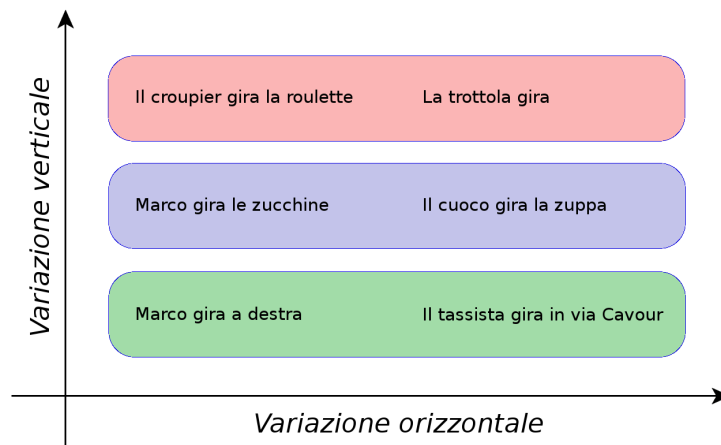 Variazione verticale
Il croupier gira la roulette
La trottola gira
Marco gira le zucchine
Il cuoco gira la zuppa
Marco gira a destra
Il tassista gira in via Cavour
Variazione orizzontale